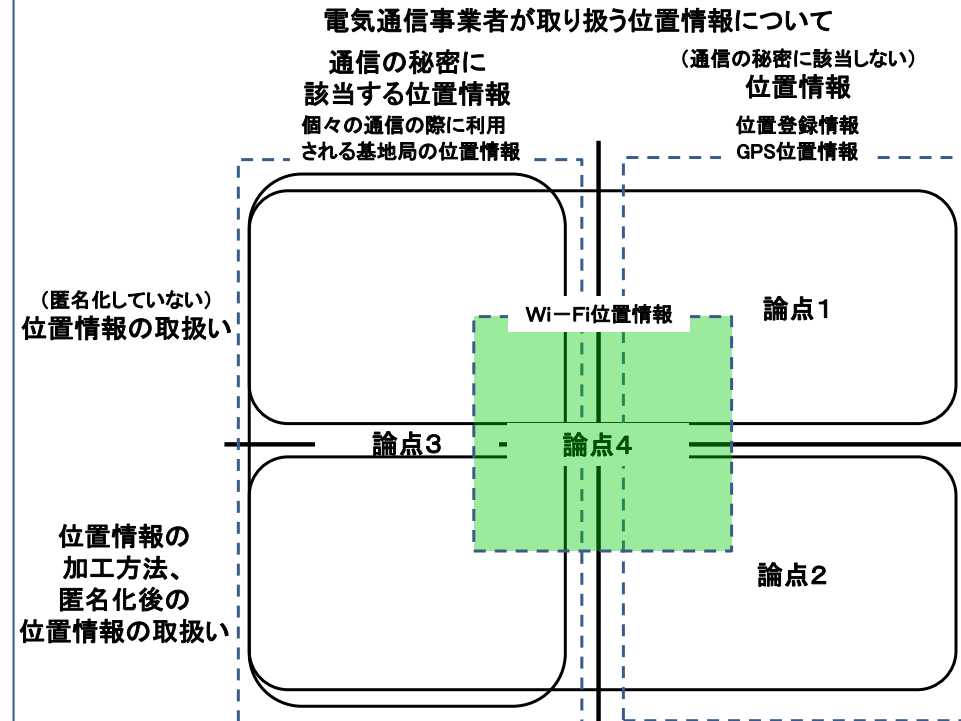 電気通信事業者が取り扱う位置情報について
通信の秘密に
該当する位置情報
個々の通信の際に利用
される基地局の位置情報
（通信の秘密に該当しない）
位置情報
位置登録情報
GPS位置情報
（匿名化していない）
位置情報の取扱い
Wi－Fi位置情報
論点１
論点３
論点４
位置情報の
加工方法、
匿名化後の
位置情報の取扱い
論点２